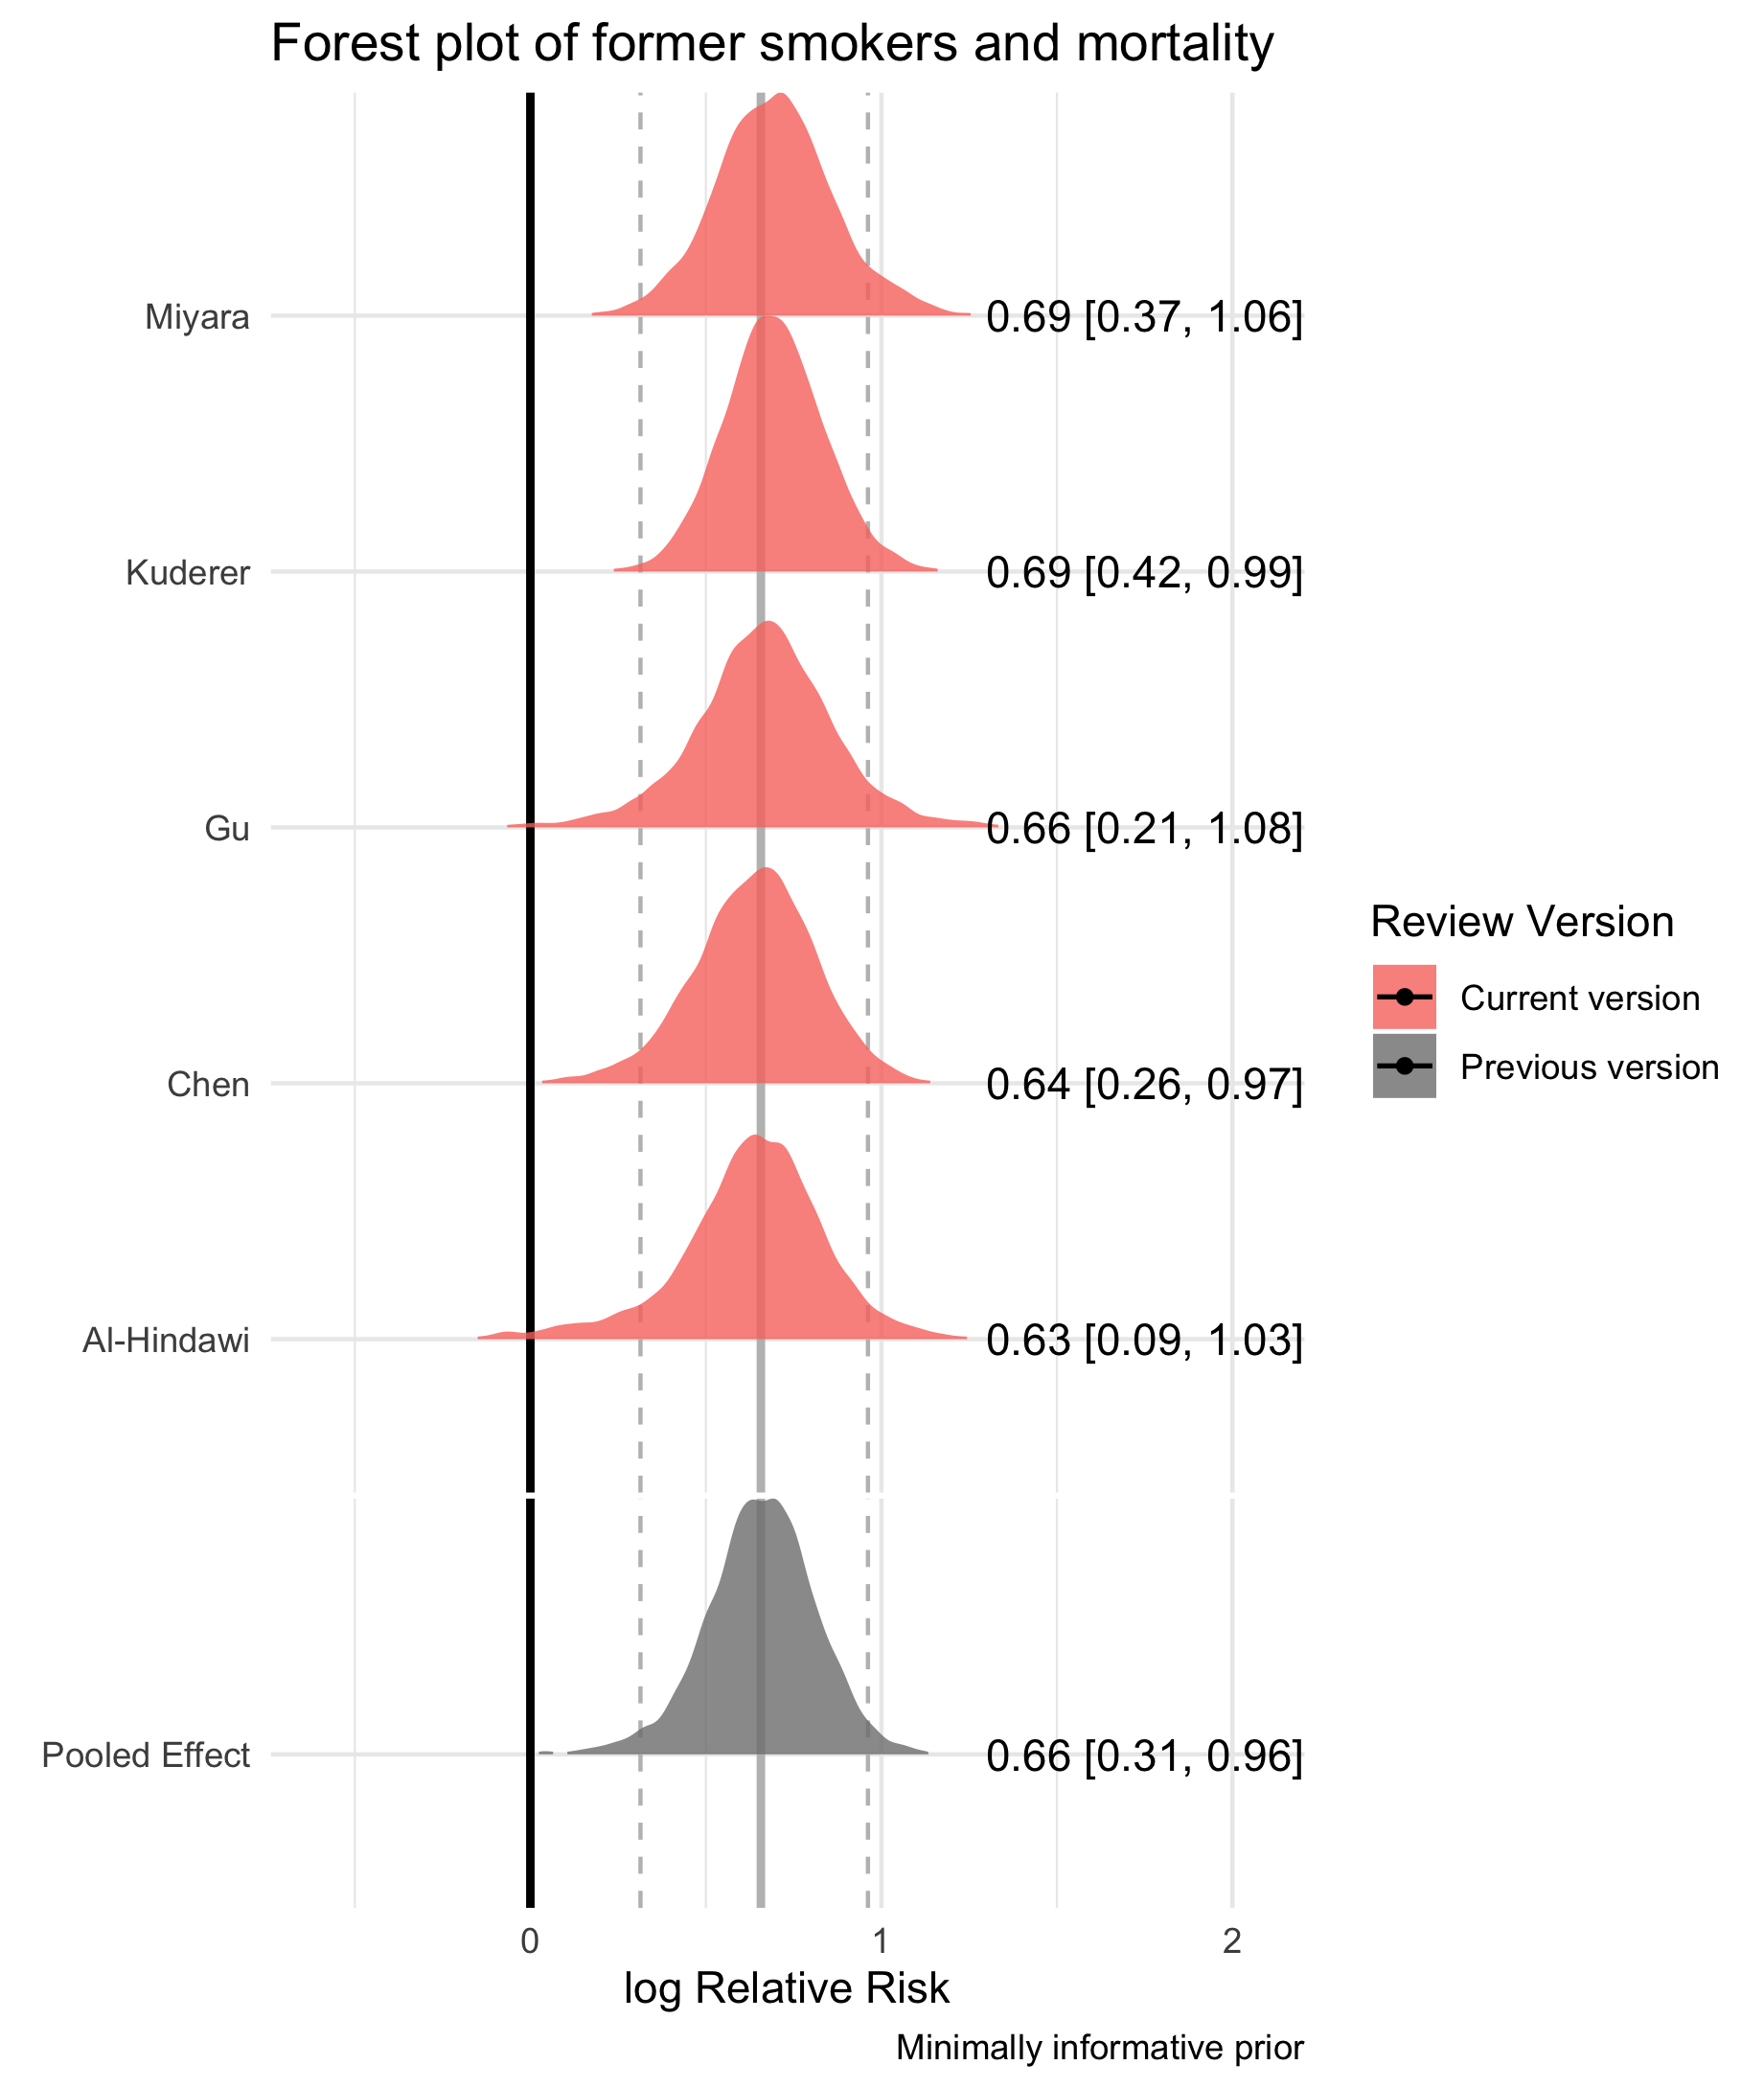 Forest plot of former smokers and mortality
Miyara
0.69 [0.37, 1.06]
Kuderer
0.69 [0.42, 0.99]
Gu
0.66 [0.21, 1.08]
Chen
0.64 [0.26, 0.97]
Al-Hindawi
0.63 [0.09, 1.03]
Pooled Effect
0.66 [0.31, 0.96]
0 1 2
log Relative Risk
Minimally informative prior
Review Version
Current version
Previous version